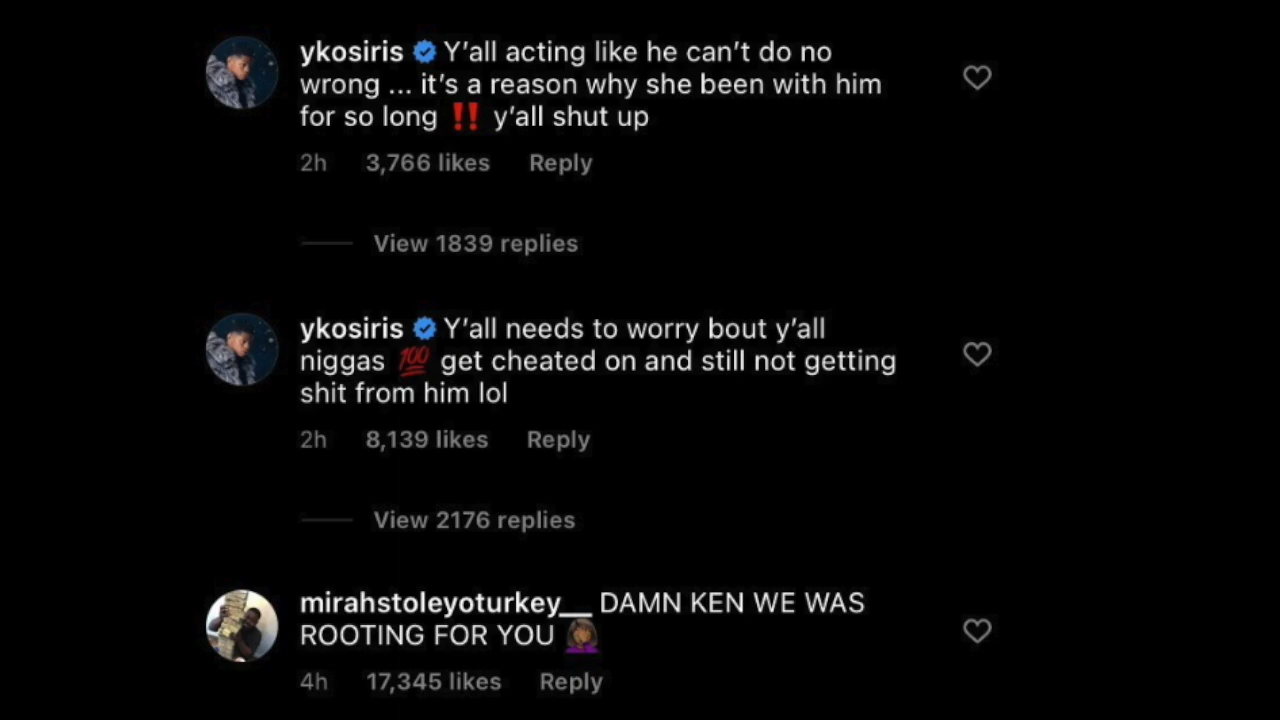 ykosiris Y’all acting like he can’t do no
wrong ... it’s a reason why she been with him
for so long ‼️ y’all shut up
2h 3,766 likes Reply
View 1839 replies
ykosiris Y’all needs to worry bout y’all
niggas 💯 get cheated on and still not getting
shit from him lol
2h 8,139 likes Reply
View 2176 replies
mirahstoleyoturkey__ DAMN KEN WE WAS
ROOTING FOR YOU 🤦🏾‍♀️
4h 17,345 likes Reply